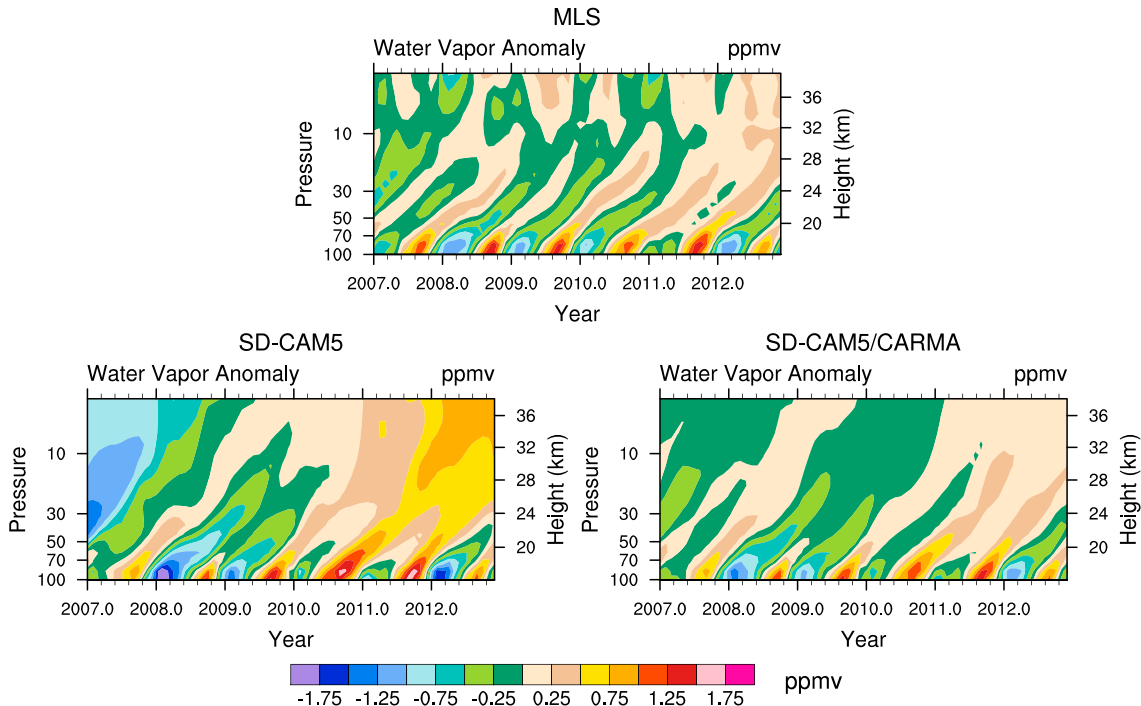 MLS
Water Vapor Anomaly ppmv
Pressure
10
30
50
70
100
36
32
28
24
20
Height (km)
2007.0 2008.0 2009.0 2010.0 2011.0 2012.0
Year
SD-CAM5
Water Vapor Anomaly ppmv
Pressure
10
30
50
70
100
36
32
28
24
20
Height (km)
2007.0 2008.0 2009.0 2010.0 2011.0 2012.0
Year
SD-CAM5/CARMA
Water Vapor Anomaly ppmv
Pressure
10
30
50
70
100
36
32
28
24
20
Height (km)
2007.0 2008.0 2009.0 2010.0 2011.0 2012.0
Year
-1.75 -1.25 -0.75 -0.25 0.25 0.75 1.25 1.75
ppmv